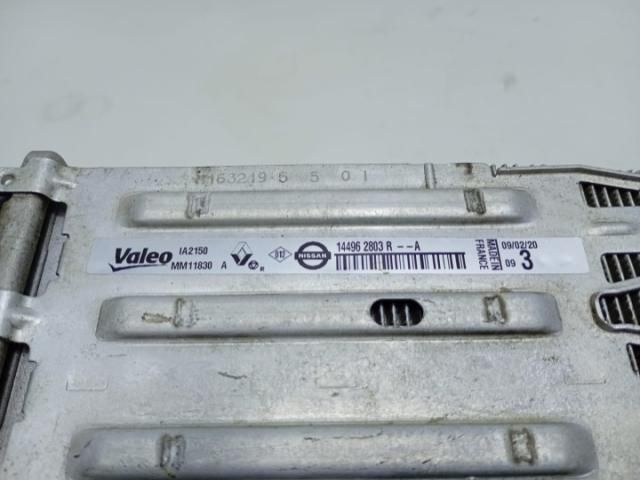 163219 5 5 0 1
Valeo
IA2150
MM11830 A
R
D12
NISSAN
14496 2803 R -- A
MADE IN
FRANCE
09/02/20
09 3